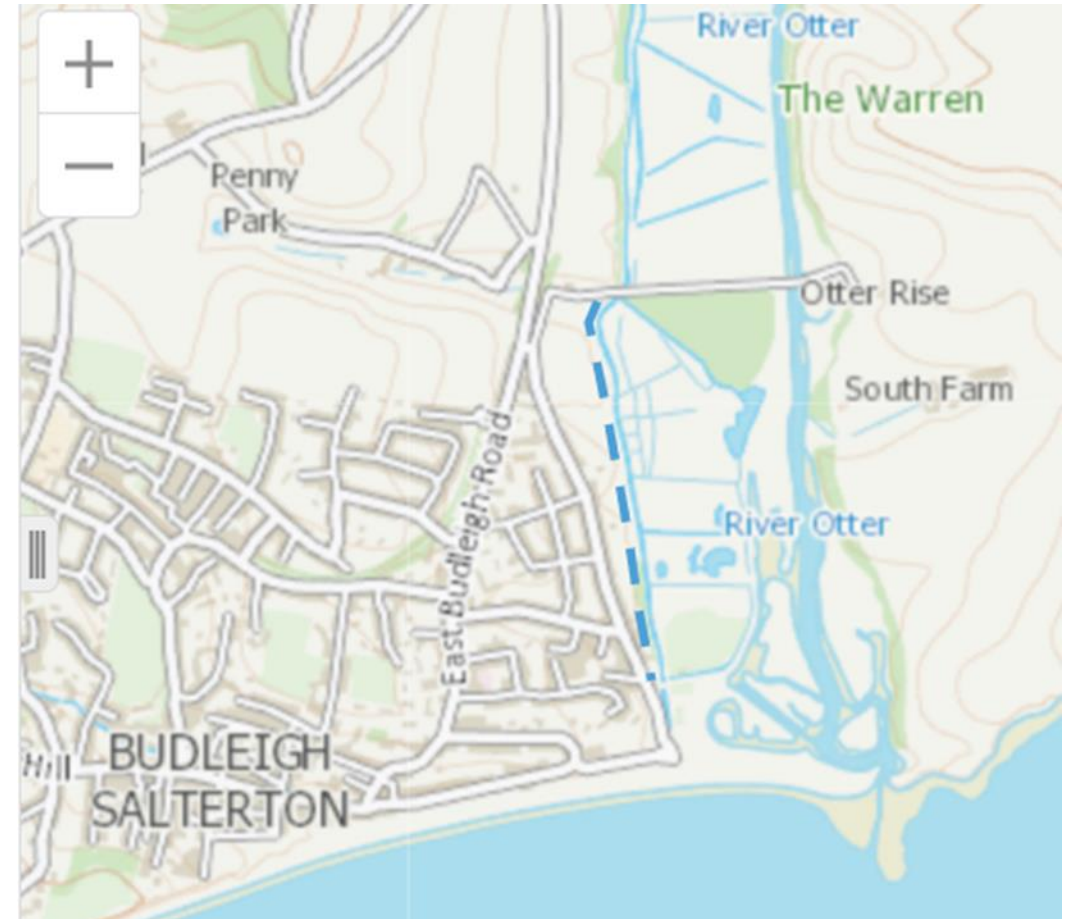 River Otter
The Warren
Penny
Park
Otter Rise
South Farm
East Budleigh Road
River Otter
BUDLEIGH
SALTERTON
Hill